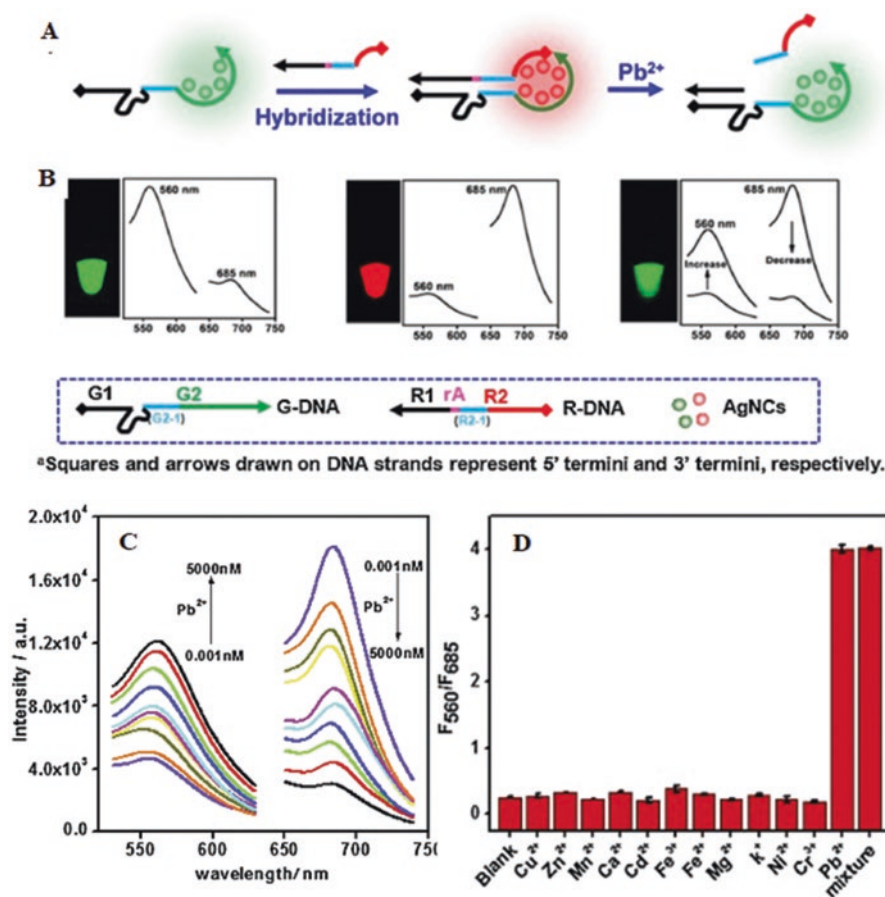 A
Hybridization
Pb²⁺
B
560 nm
685 nm
550 600 650 700 750
685 nm
560 nm
550 600 650 700 750
685 nm
560 nm
Increase
Decrease
550 600 650 700 750
G1 G2 G-DNA
(G2-1)
R1 rA R2 R-DNA
(R2-1)
AgNCs
ᵃSquares and arrows drawn on DNA strands represent 5' termini and 3' termini, respectively.
C
2.0x10⁴
1.6x10⁴
1.2x10⁴
8.0x10³
4.0x10³
0.0
Intensity / a.u.
5000nM
Pb²⁺
0.001nM
0.001nM
Pb²⁺
5000nM
550 600 650 700 750
wavelength/ nm
D
4
3
2
1
0
F560/F685
Blank
Cu²⁺
Zn²⁺
Mn²⁺
Ca²⁺
Cd²⁺
Fe³⁺
Fe²⁺
Mg²⁺
k⁺
Ni²⁺
Cr³⁺
Pb²⁺
mixture